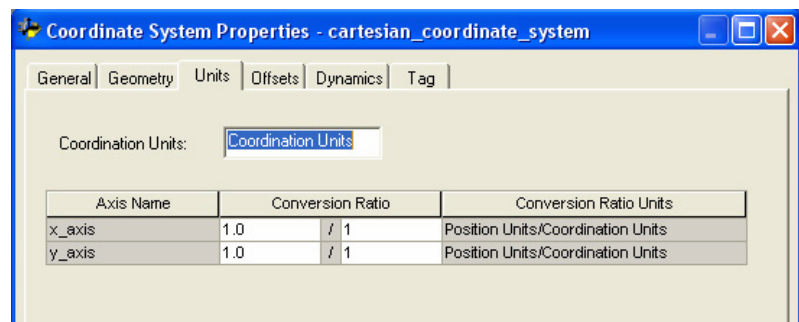 Coordinate System Properties - cartesian_coordinate_system
General Geometry Units Offsets Dynamics Tag
Coordination Units: Coordination Units
Axis Name Conversion Ratio Conversion Ratio Units
x_axis 1.0 / 1 Position Units/Coordination Units
y_axis 1.0 / 1 Position Units/Coordination Units